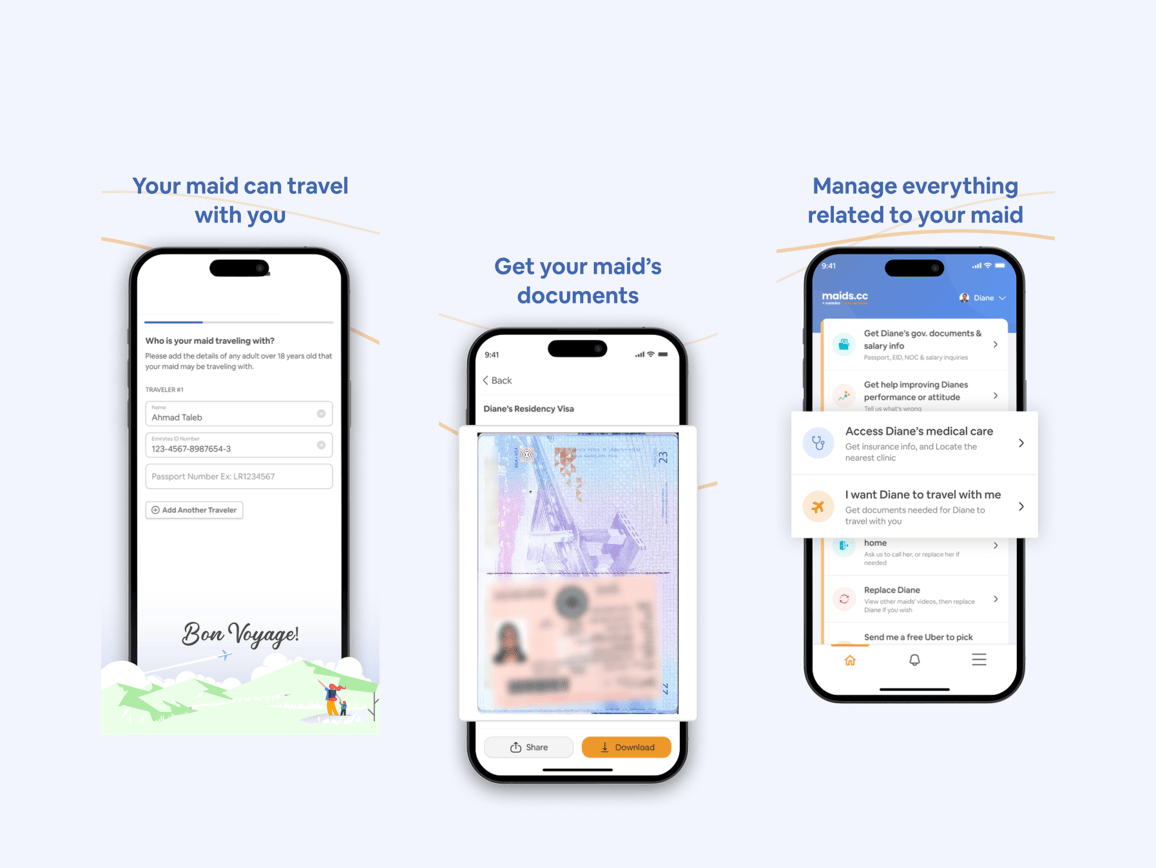 Your maid can travel
with you
Who is your maid traveling with?
Please add the details of any adult over 18 years old that
your maid may be traveling with.
TRAVELER #1
Name
Ahmad Taleb
Emirates ID Number
123-4567-8987654-3
Passport Number Ex: LR1234567
Add Another Traveler
Bon Voyage!
Get your maid's
documents
9:41
Back
Diane's Residency Visa
23
22
Share
Download
Manage everything
related to your maid
9:41
maids.cc
Diane
Get Diane's gov. documents &
salary info
Passport, EID, NOC & salary inquiries
Get help improving Dianes
performance or attitude
Tell us what's wrong
Access Diane's medical care
Get insurance info, and Locate the
nearest clinic
I want Diane to travel with me
Get documents needed for Diane to
travel with you
home
Ask us to call her, or replace her if
needed
Replace Diane
View other maids' videos, then replace
Diane if you wish
Send me a free Uber to pick